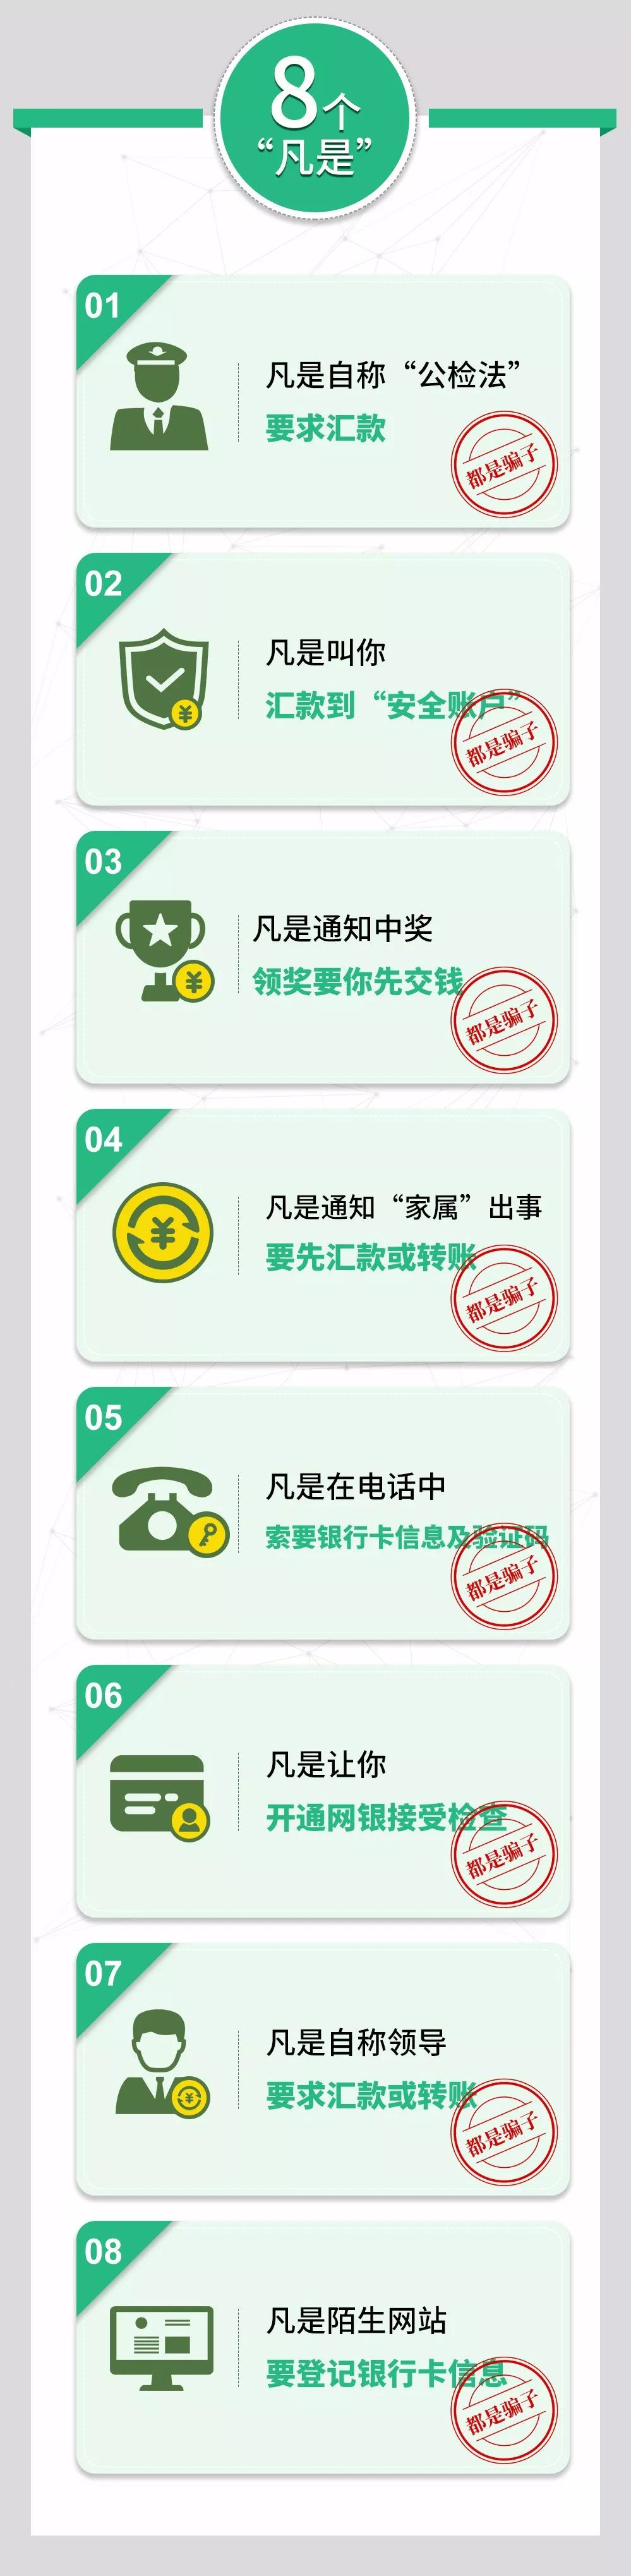 8个
“凡是”
01
凡是自称“公检法”
要求汇款
都是骗子
02
凡是叫你
汇款到“安全账户”
都是骗子
03
凡是通知中奖
领奖要你先交钱
都是骗子
04
凡是通知“家属”出事
要先汇款或转账
都是骗子
05
凡是在电话中
索要银行卡信息及验证码
都是骗子
06
凡是让你
开通网银接受检查
都是骗子
07
凡是自称领导
要求汇款或转账
都是骗子
08
凡是陌生网站
要登记银行卡信息
都是骗子